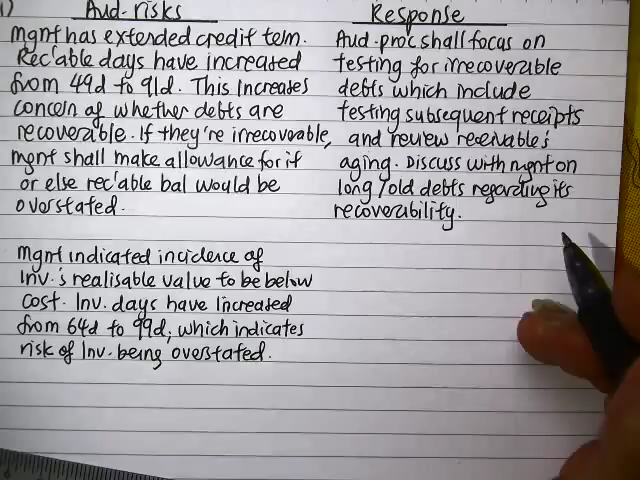 1) Aud-risks
Mgnt has extended credit term.
Rec'able days have increased
from 49d to 91d. This increases
concern of whether debts are
recoverable. If they're irrecoverable,
mgnt shall make allowance for it
or else rec'able bal would be
overstated.
Mgnt indicated incidence of
Inv.'s realisable value to be below
cost. Inv. days have increased
from 64d to 99d, which indicates
risk of Inv. being overstated.
Response
Aud. proc shall focus on
testing for irrecoverable
debts which include
testing subsequent receipts
and review receivable's
aging. Discuss with mgnt on
long/old debts regarding its
recoverability.